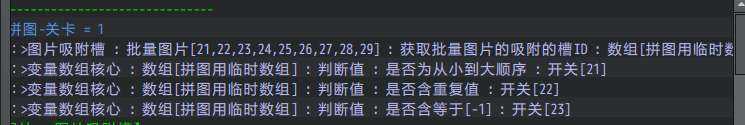 ------------------------------
拼图-关卡 = 1
:>图片吸附槽 : 批量图片[21,22,23,24,25,26,27,28,29] : 获取批量图片的吸附的槽ID : 数组[拼图用临时数
:>变量数组核心 : 数组[拼图用临时数组] : 判断值 : 是否为从小到大顺序 : 开关[21]
:>变量数组核心 : 数组[拼图用临时数组] : 判断值 : 是否含重复值 : 开关[22]
:>变量数组核心 : 数组[拼图用临时数组] : 判断值 : 是否含等于[-1] : 开关[23]